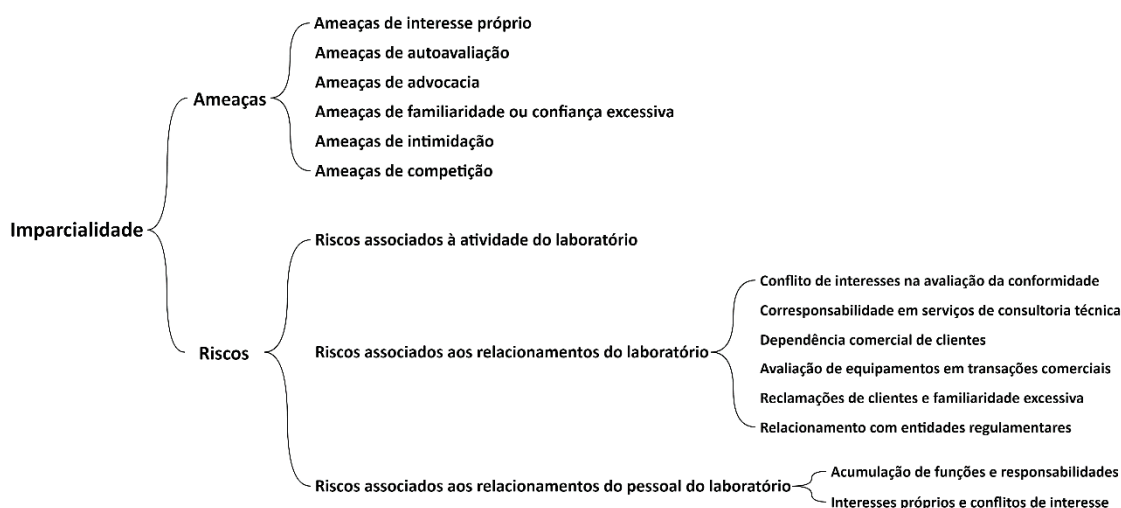 Imparcialidade
Ameaças
Ameaças de interesse próprio
Ameaças de autoavaliação
Ameaças de advocacia
Ameaças de familiaridade ou confiança excessiva
Ameaças de intimidação
Ameaças de competição
Riscos
Riscos associados à atividade do laboratório
Riscos associados aos relacionamentos do laboratório
Conflito de interesses na avaliação da conformidade
Corresponsabilidade em serviços de consultoria técnica
Dependência comercial de clientes
Avaliação de equipamentos em transações comerciais
Reclamações de clientes e familiaridade excessiva
Relacionamento com entidades regulamentares
Riscos associados aos relacionamentos do pessoal do laboratório
Acumulação de funções e responsabilidades
Interesses próprios e conflitos de interesse